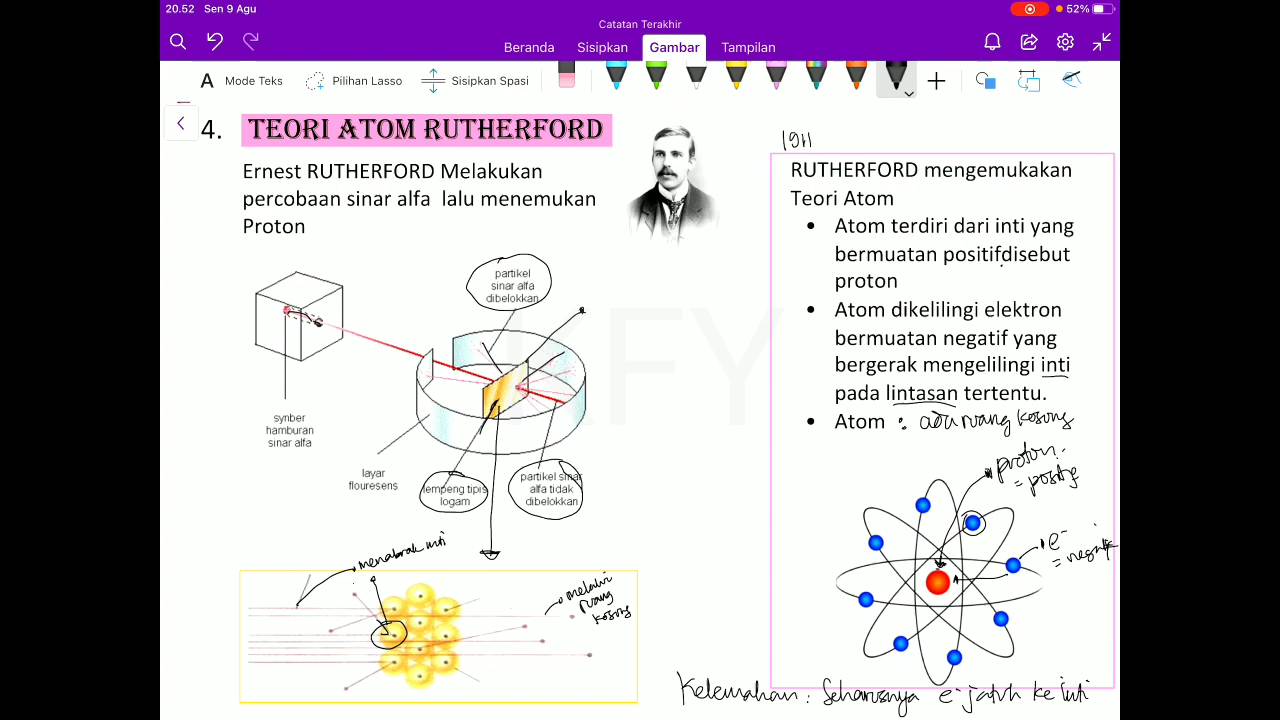 20.52 Sen 9 Agu
52%
Catatan Terakhir
Beranda Sisipkan Gambar Tampilan
A Mode Teks Pilihan Lasso Sisipkan Spasi
4. TEORI ATOM RUTHERFORD
Ernest RUTHERFORD Melakukan
percobaan sinar alfa lalu menemukan
Proton
partikel
sinar alfa
dibelokkan
synber
hamburan
sinar alfa
layar
flouresens
lempeng tipis
logam
partikel sinar
alfa tidak
dibelokkan
menabrak inti
melalui
ruang
kosong
1911
RUTHERFORD mengemukakan
Teori Atom
• Atom terdiri dari inti yang
bermuatan positifdisebut
proton
• Atom dikelilingi elektron
bermuatan negatif yang
bergerak mengelilingi inti
pada lintasan tertentu.
• Atom : ada ruang kosong
proton
= positif
e-
= negatif
Kelemahan : Seharusnya e- jatuh ke inti
KFY